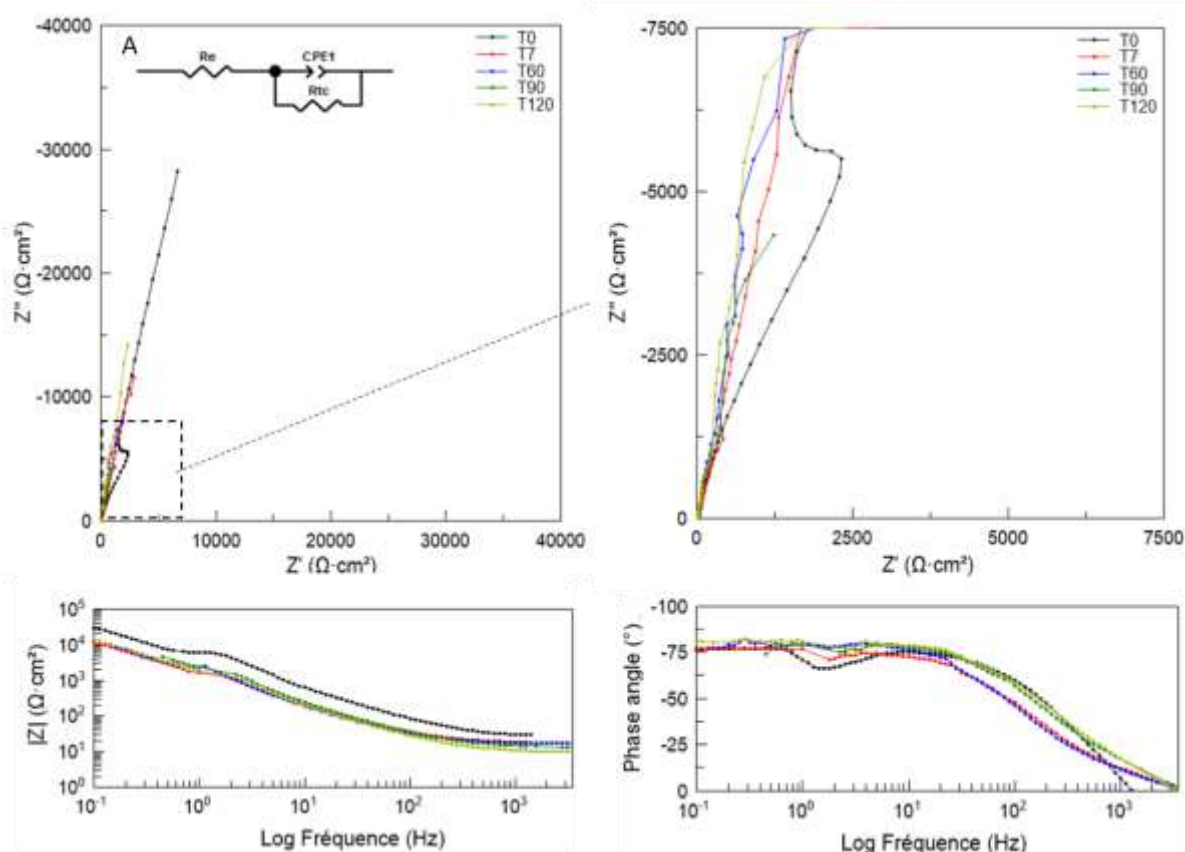 -40000
-30000
-20000
-10000
0
Z'' (Ω·cm²)
A
Re
CPE1
Rtc
T0
T7
T60
T90
T120
0
10000
20000
30000
40000
Z' (Ω·cm²)
-7500
-5000
-2500
0
Z'' (Ω·cm²)
T0
T7
T60
T90
T120
0
2500
5000
7500
Z' (Ω·cm²)
10⁵
10⁴
10³
10²
10¹
10⁰
|Z| (Ω·cm²)
10⁻¹
10⁰
10¹
10²
10³
Log Fréquence (Hz)
-100
-75
-50
-25
0
Phase angle (°)
10⁻¹
10⁰
10¹
10²
10³
Log Fréquence (Hz)